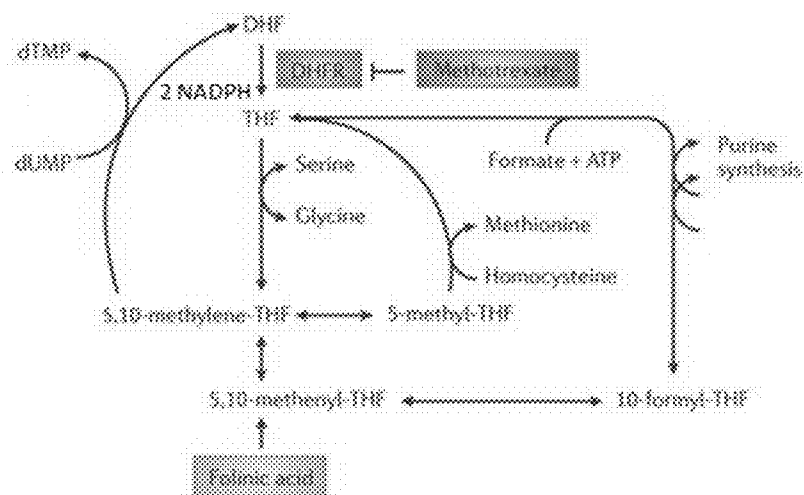 DHF
dTMP
DHFR
Methotrexate
2 NADPH
THF
dUMP
Serine
Glycine
Formate + ATP
Purine
synthesis
Methionine
Homocysteine
5,10-methylene-THF
5-methyl-THF
5,10-methenyl-THF
10-formyl-THF
Folinic acid